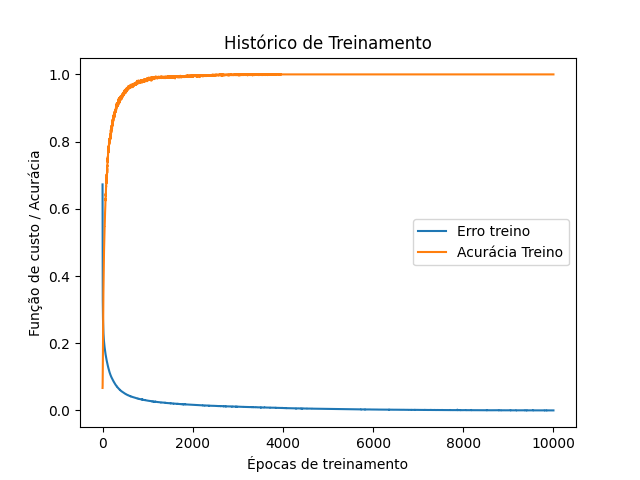 Histórico de Treinamento
Função de custo / Acurácia
1.0
0.8
0.6
0.4
0.2
0.0
Erro treino
Acurácia Treino
0 2000 4000 6000 8000 10000
Épocas de treinamento